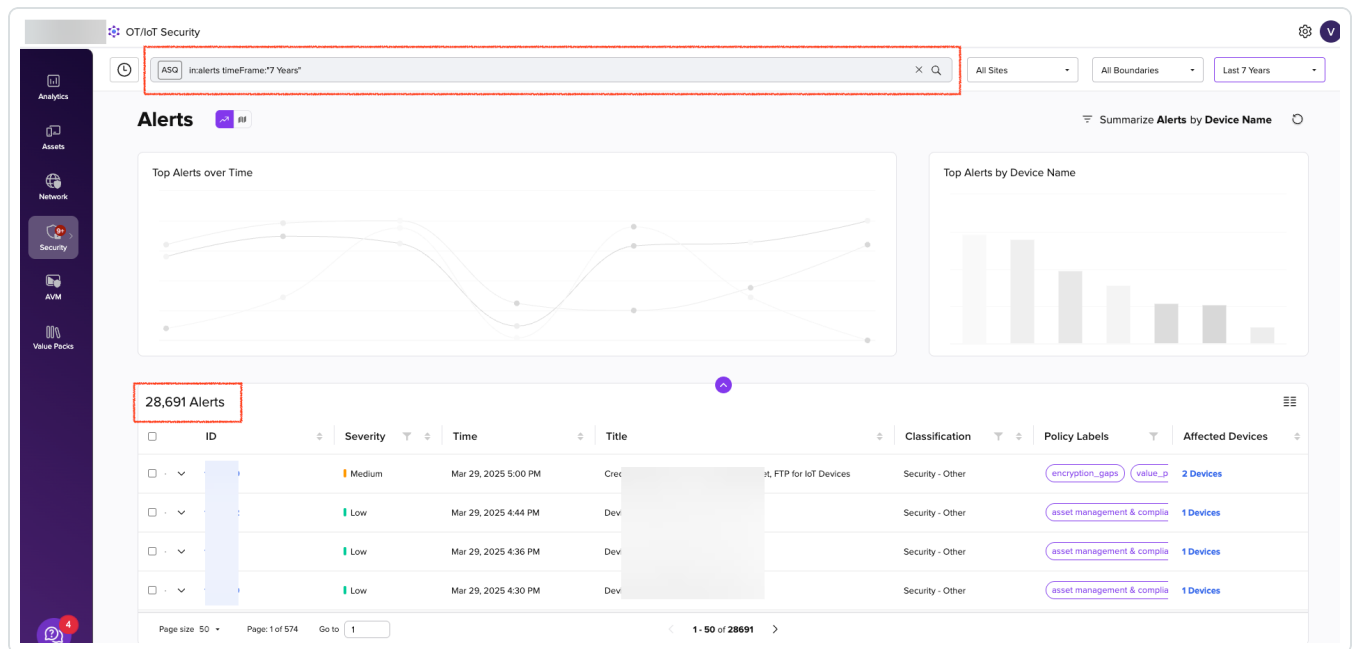 OT/IoT Security
V
ASQ in:alerts timeFrame:"7 Years"
All Sites
All Boundaries
Last 7 Years
Analytics
Assets
Network
9+
Security
AVM
Value Packs
4
Alerts
Summarize Alerts by Device Name
Top Alerts over Time
Top Alerts by Device Name
28,691 Alerts
ID Severity Time Title Classification Policy Labels Affected Devices
Medium Mar 29, 2025 5:00 PM FTP for IoT Devices Security - Other encryption_gaps value_p 2 Devices
Low Mar 29, 2025 4:44 PM Security - Other asset management & complia 1 Devices
Low Mar 29, 2025 4:36 PM Security - Other asset management & complia 1 Devices
Low Mar 29, 2025 4:30 PM Security - Other asset management & complia 1 Devices
Page size 50 Page: 1 of 574 Go to 1 1 - 50 of 28691